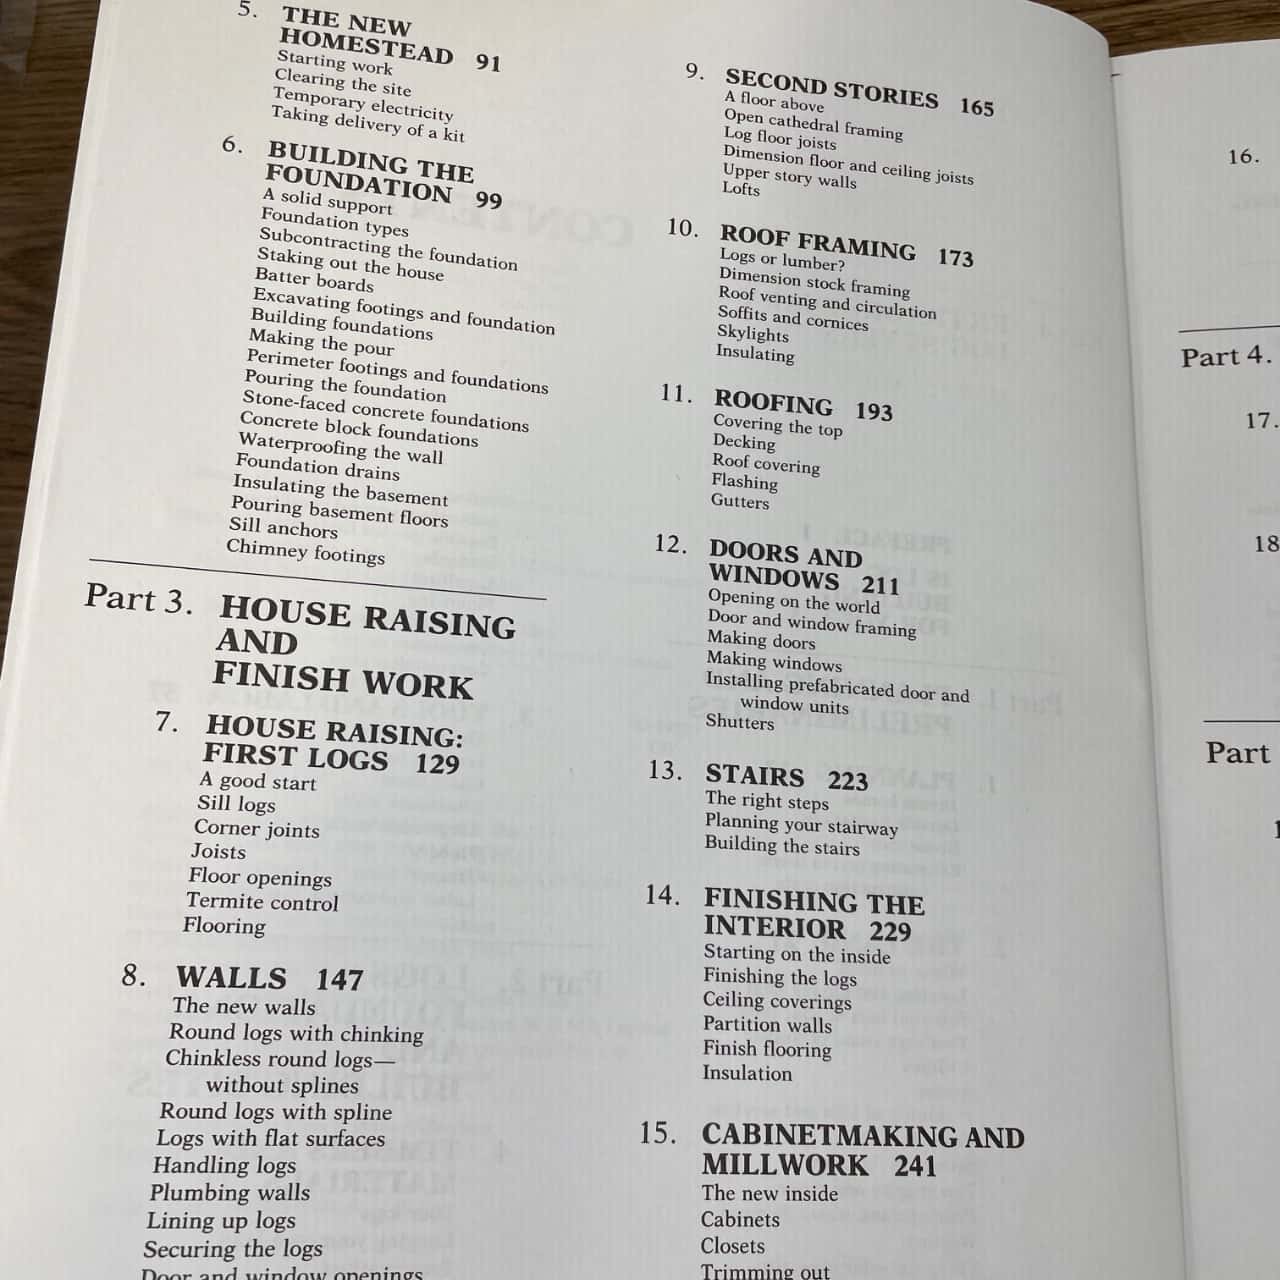 5. THE NEW
HOMESTEAD 91
Starting work
Clearing the site
Temporary electricity
Taking delivery of a kit
6. BUILDING THE
FOUNDATION 99
A solid support
Foundation types
Subcontracting the foundation
Staking out the house
Batter boards
Excavating footings and foundation
Building foundations
Making the pour
Perimeter footings and foundations
Pouring the foundation
Stone-faced concrete foundations
Concrete block foundations
Waterproofing the wall
Foundation drains
Insulating the basement
Pouring basement floors
Sill anchors
Chimney footings
Part 3. HOUSE RAISING
AND
FINISH WORK
7. HOUSE RAISING:
FIRST LOGS 129
A good start
Sill logs
Corner joints
Joists
Floor openings
Termite control
Flooring
8. WALLS 147
The new walls
Round logs with chinking
Chinkless round logs—
without splines
Round logs with spline
Logs with flat surfaces
Handling logs
Plumbing walls
Lining up logs
Securing the logs
Door and window openings
9. SECOND STORIES 165
A floor above
Open cathedral framing
Log floor joists
Dimension floor and ceiling joists
Upper story walls
Lofts
10. ROOF FRAMING 173
Logs or lumber?
Dimension stock framing
Roof venting and circulation
Soffits and cornices
Skylights
Insulating
11. ROOFING 193
Covering the top
Decking
Roof covering
Flashing
Gutters
12. DOORS AND
WINDOWS 211
Opening on the world
Door and window framing
Making doors
Making windows
Installing prefabricated door and
window units
Shutters
13. STAIRS 223
The right steps
Planning your stairway
Building the stairs
14. FINISHING THE
INTERIOR 229
Starting on the inside
Finishing the logs
Ceiling coverings
Partition walls
Finish flooring
Insulation
15. CABINETMAKING AND
MILLWORK 241
The new inside
Cabinets
Closets
Trimming out
16.
Part 4.
17.
18
Part